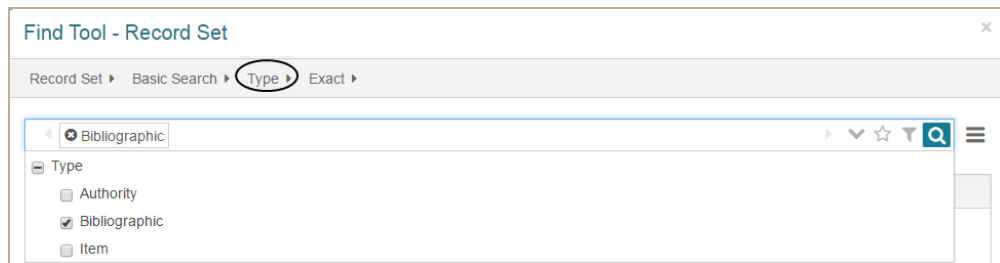 Find Tool - Record Set
Record Set Basic Search Type Exact
Bibliographic
Type
Authority
Bibliographic
Item